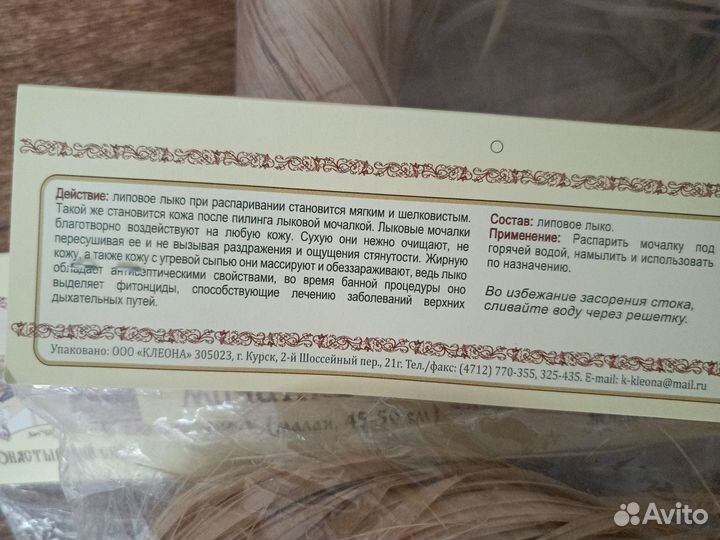 Действие: липовое лыко при распаривании становится мягким и шелковистым.
Такой же становится кожа после пилинга лыковой мочалкой. Лыковые мочалки
благотворно воздействуют на любую кожу. Сухую они нежно очищают, не
пересушивая ее и не вызывая раздражения и ощущения стянутости. Жирную
кожу, а также кожу с угревой сыпью они массируют и обеззараживают, ведь лыко
обладает антисептическими свойствами, во время банной процедуры оно
выделяет фитонциды, способствующие лечению заболеваний верхних
дыхательных путей.
Состав: липовое лыко.
Применение: Распарить мочалку под
горячей водой, намылить и использовать
по назначению.
Во избежание засорения стока,
сливайте воду через решетку.
Упаковано: ООО «КЛЕОНА» 305023, г. Курск, 2-й Шоссейный пер., 21г. Тел./факс: (4712) 770-355, 325-435. E-mail: k-kleona@mail.ru
(малая, 45-50 см)
Avito